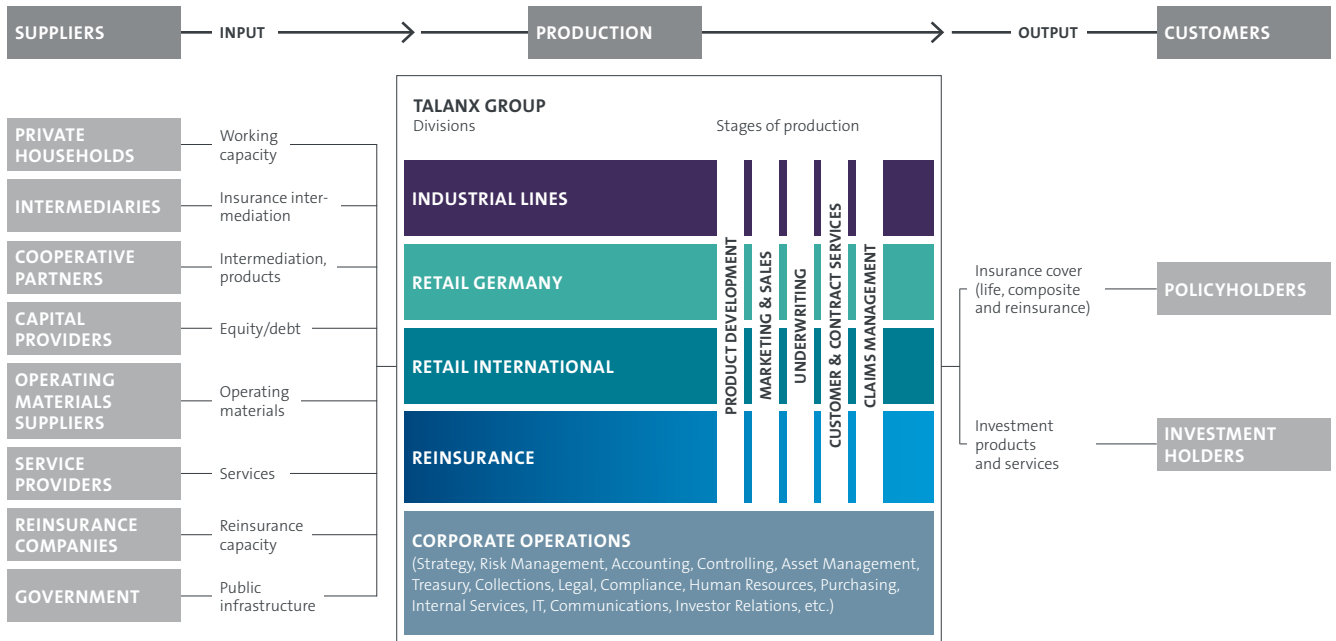 SUPPLIERS
INPUT
PRODUCTION
OUTPUT
CUSTOMERS
PRIVATE
HOUSEHOLDS
Working
capacity
INTERMEDIARIES
Insurance inter-
mediation
COOPERATIVE
PARTNERS
Intermediation,
products
CAPITAL
PROVIDERS
Equity/debt
OPERATING
MATERIALS
SUPPLIERS
Operating
materials
SERVICE
PROVIDERS
Services
REINSURANCE
COMPANIES
Reinsurance
capacity
GOVERNMENT
Public
infrastructure
TALANX GROUP
Divisions
Stages of production
INDUSTRIAL LINES
RETAIL GERMANY
RETAIL INTERNATIONAL
REINSURANCE
PRODUCT DEVELOPMENT
MARKETING & SALES
UNDERWRITING
CUSTOMER & CONTRACT SERVICES
CLAIMS MANAGEMENT
CORPORATE OPERATIONS
(Strategy, Risk Management, Accounting, Controlling, Asset Management,
Treasury, Collections, Legal, Compliance, Human Resources, Purchasing,
Internal Services, IT, Communications, Investor Relations, etc.)
Insurance cover
(life, composite
and reinsurance)
POLICYHOLDERS
Investment
products
and services
INVESTMENT
HOLDERS